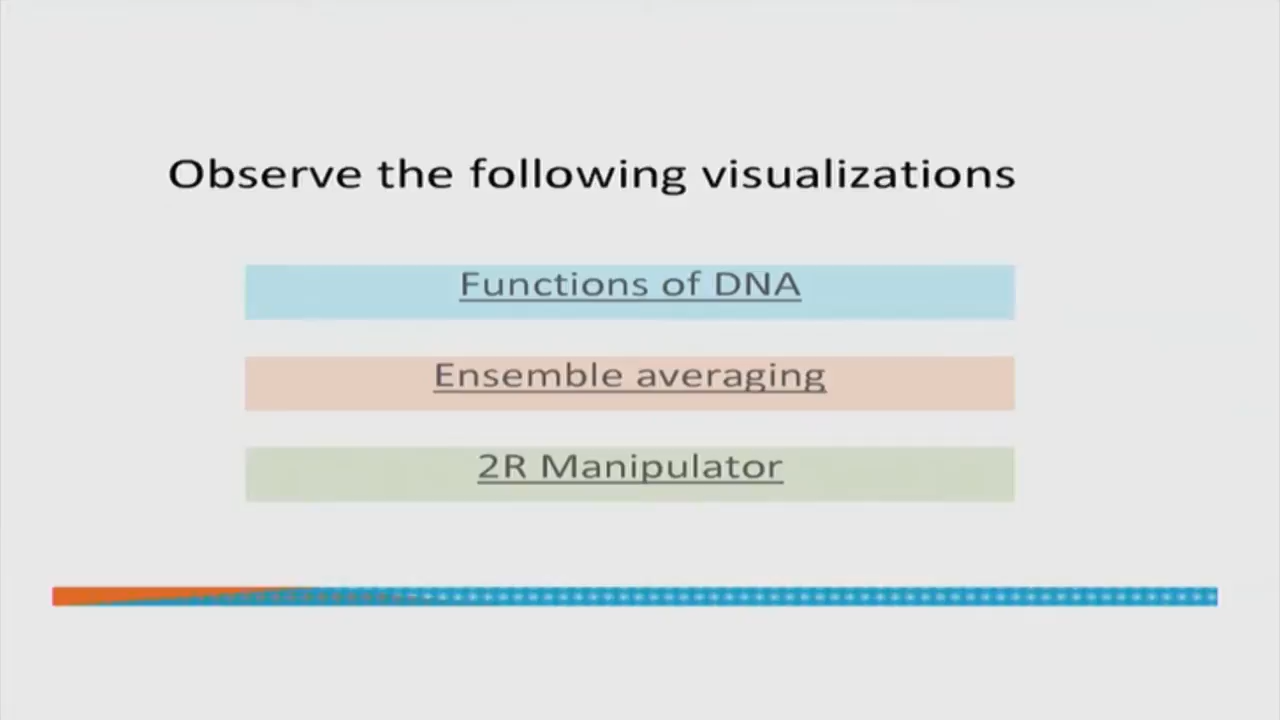 Observe the following visualizations
Functions of DNA
Ensemble averaging
2R Manipulator